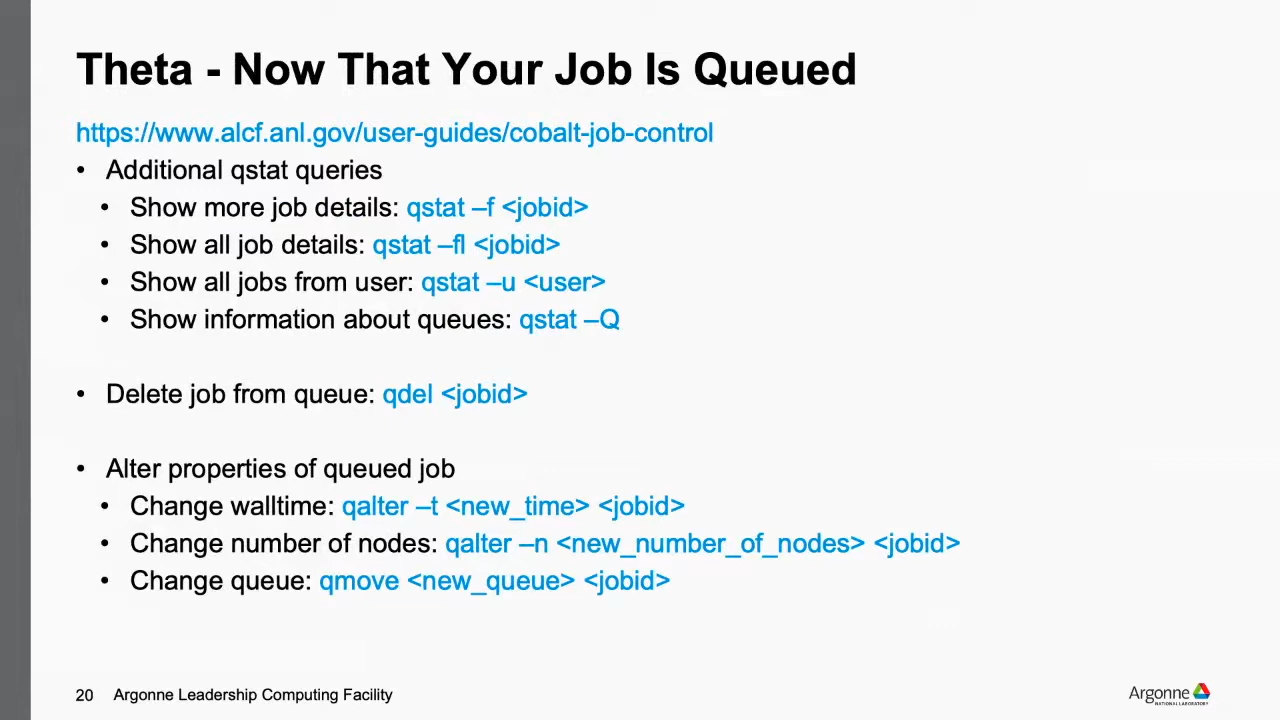 Theta - Now That Your Job Is Queued
https://www.alcf.anl.gov/user-guides/cobalt-job-control
• Additional qstat queries
• Show more job details: qstat –f <jobid>
• Show all job details: qstat –fl <jobid>
• Show all jobs from user: qstat –u <user>
• Show information about queues: qstat –Q
• Delete job from queue: qdel <jobid>
• Alter properties of queued job
• Change walltime: qalter –t <new_time> <jobid>
• Change number of nodes: qalter –n <new_number_of_nodes> <jobid>
• Change queue: qmove <new_queue> <jobid>
20 Argonne Leadership Computing Facility
Argonne
NATIONAL LABORATORY